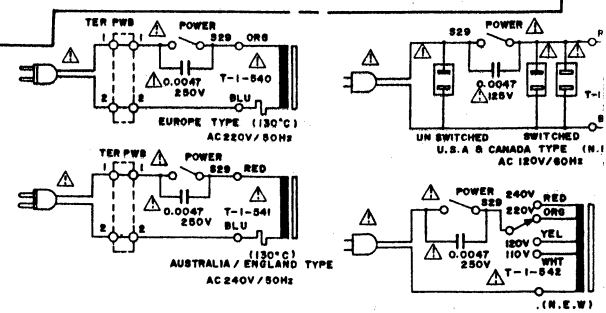 TER PWB
POWER
1 1 S29 ORG
0.0047
250V
T-1-540
2 2 BLU
EUROPE TYPE (130°C)
AC 220V/50Hz
POWER
S29
0.0047
125V
T-1
UN SWITCHED SWITCHED
U.S.A & CANADA TYPE
AC 120V/60Hz
TER PWB
POWER
1 1 S29 RED
0.0047
250V
T-1-541
BLU
2 2
(130°C)
AUSTRALIA / ENGLAND TYPE
AC 240V/50Hz
POWER
S29
240V RED
220V ORG
YEL
120V
110V
WHT
0.0047
250V
T-1-542
(N.E.W)